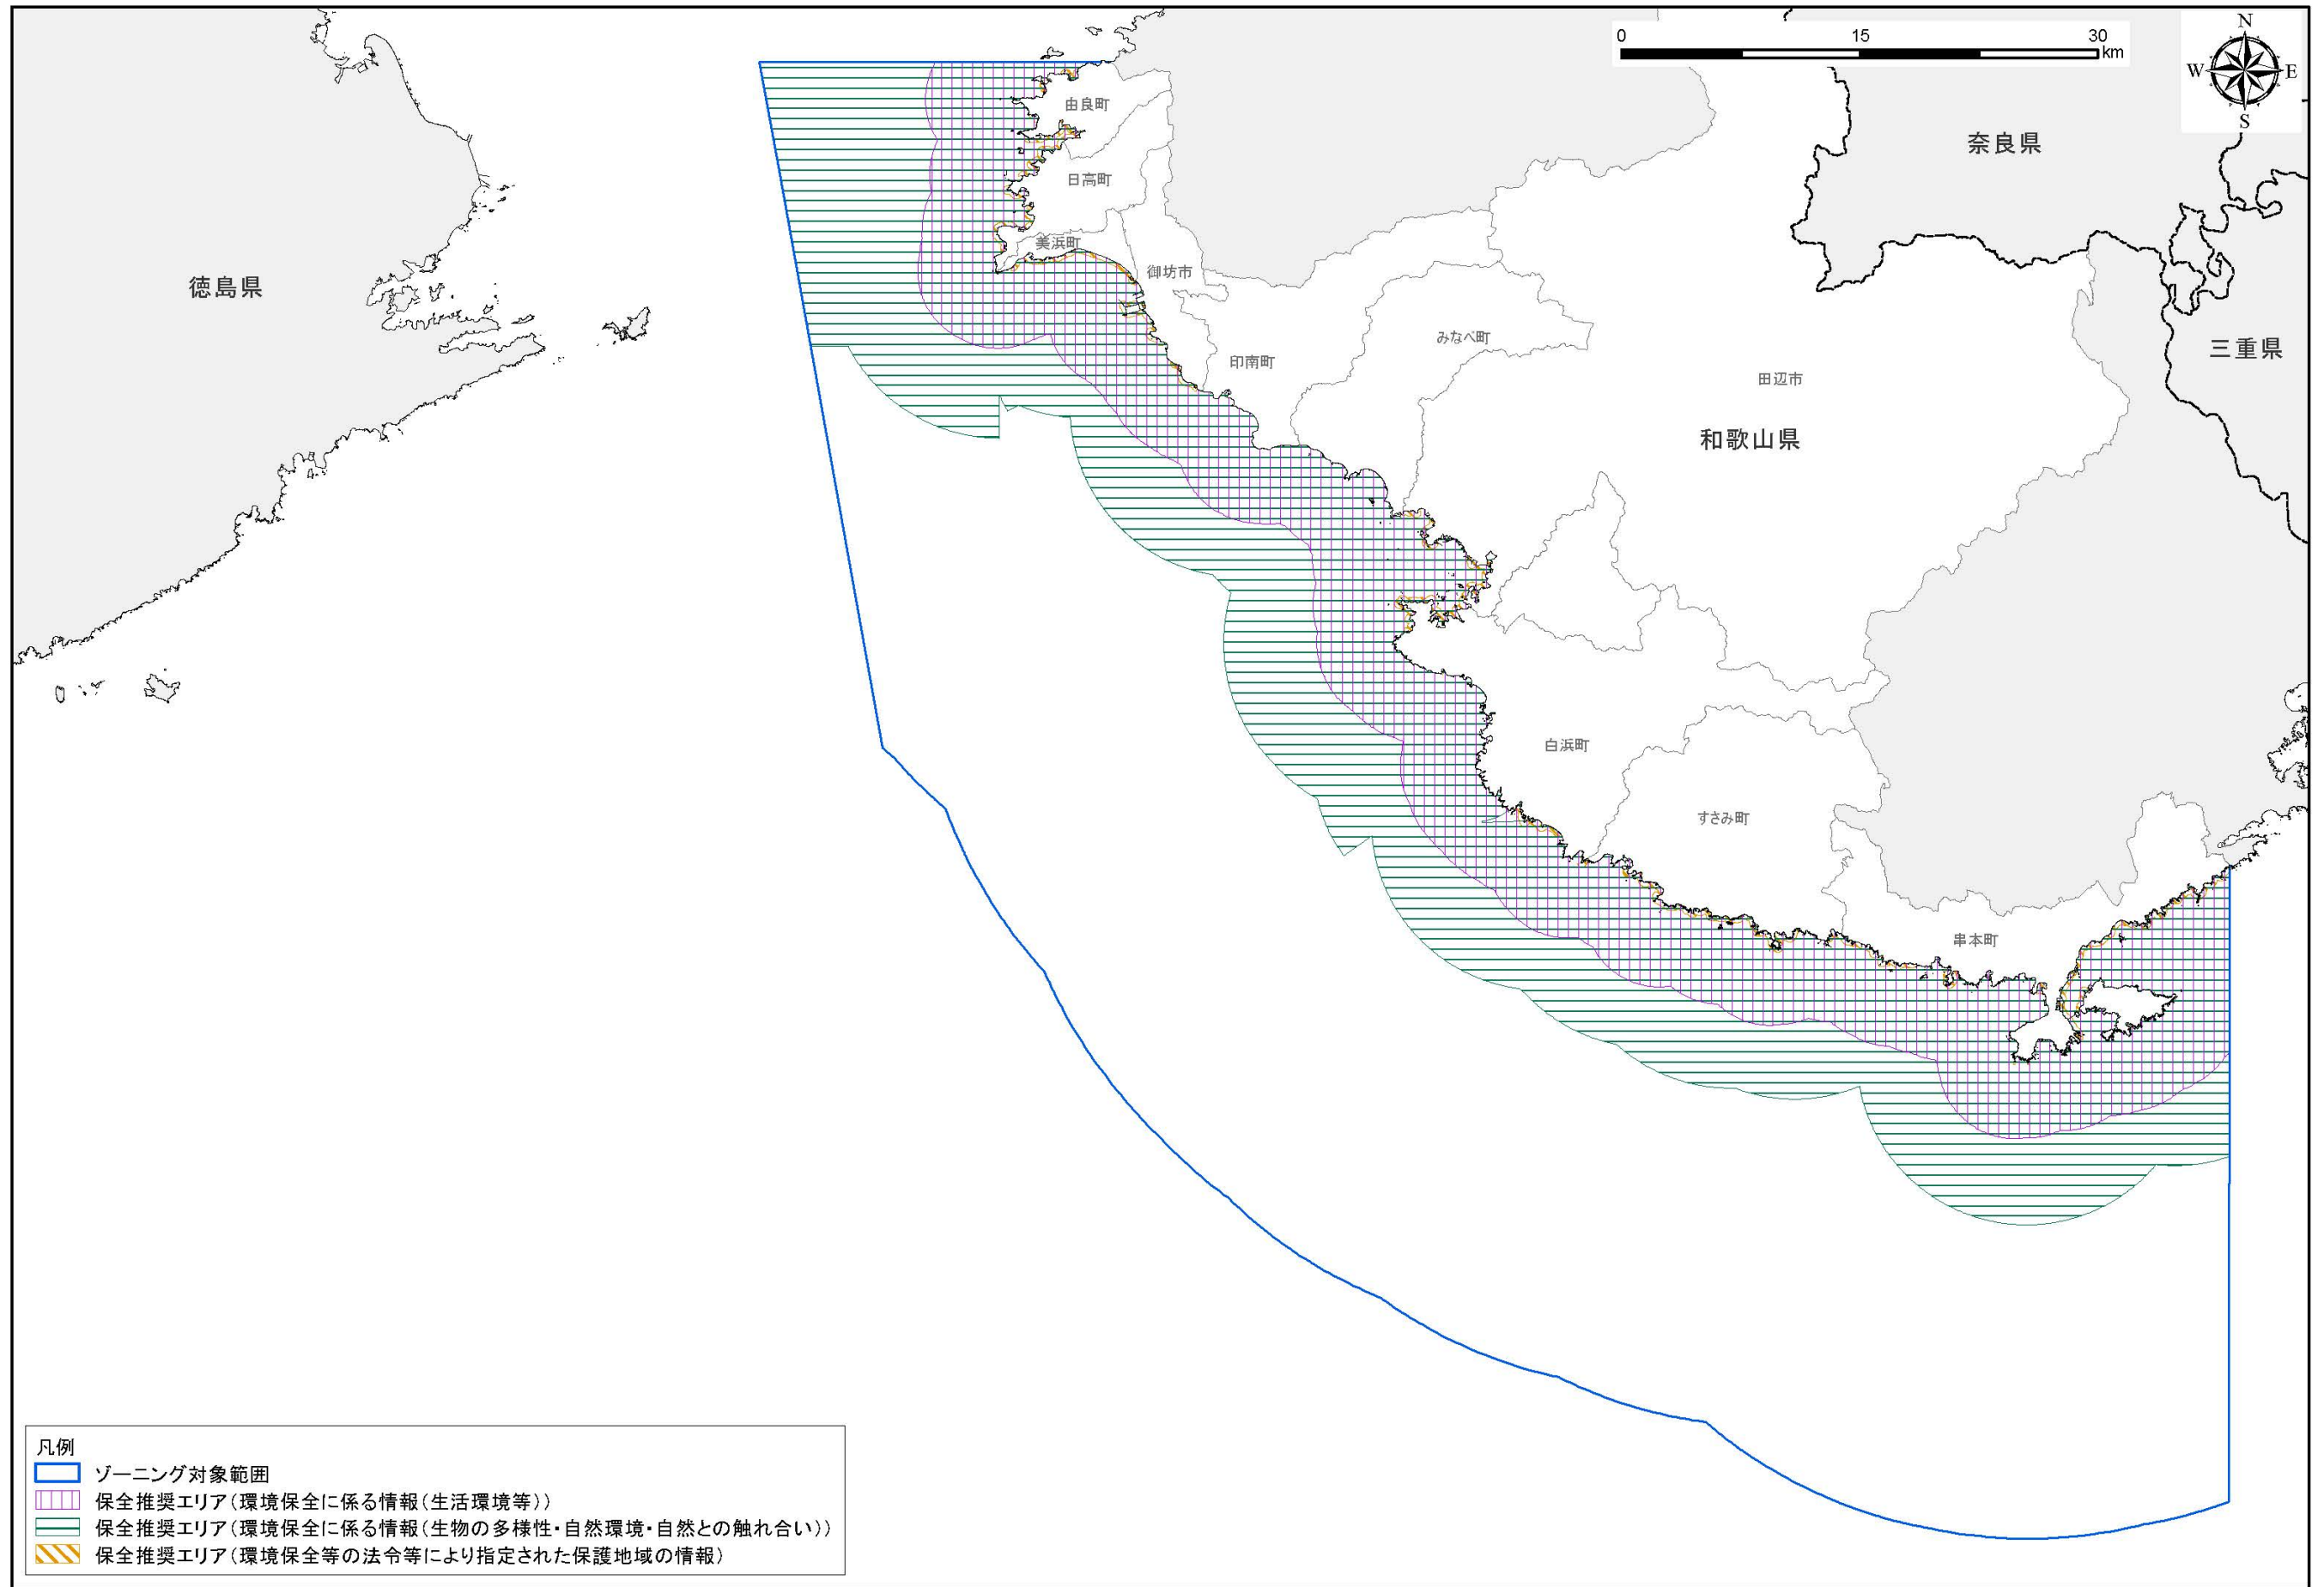 0 15 30
km
N
W E
S
由良町
奈良県
日高町
美浜町
御坊市
徳島県
みなべ町
三重県
印南町
田辺市
和歌山県
白浜町
すさみ町
串本町
凡例
ゾーニング対象範囲
保全推奨エリア(環境保全に係る情報(生活環境等))
保全推奨エリア(環境保全に係る情報(生物の多様性・自然環境・自然との触れ合い))
保全推奨エリア(環境保全等の法令等により指定された保護地域の情報)